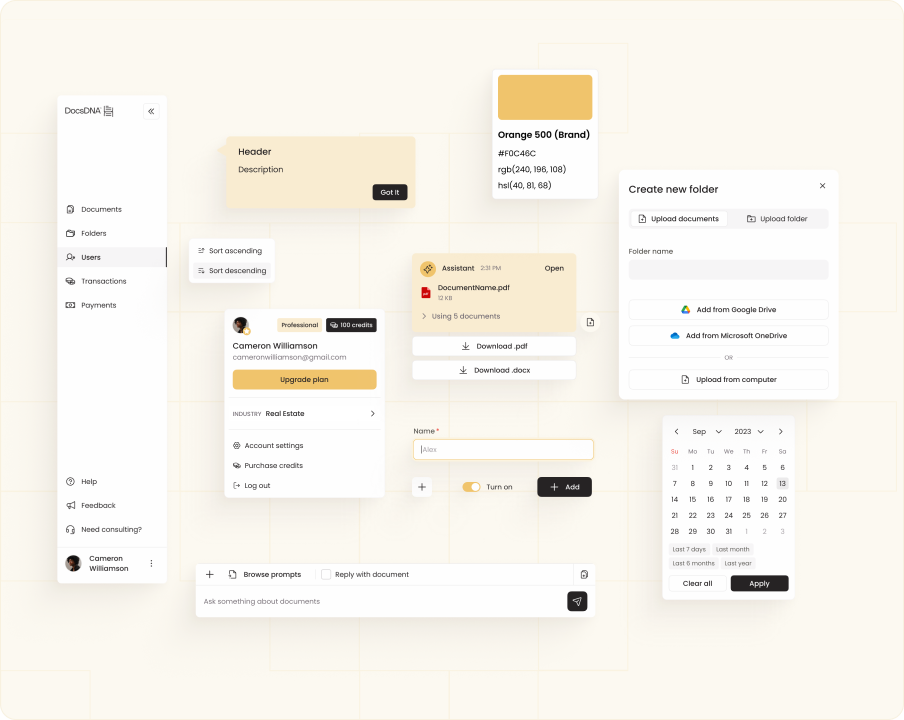 DocsDNA
Documents
Folders
Users
Transactions
Payments
Help
Feedback
Need consulting?
Cameron
Williamson
Header
Description
Got It
Sort ascending
Sort descending
Professional
100 credits
Cameron Williamson
cameronwilliamson@gmail.com
Upgrade plan
INDUSTRY Real Estate
Account settings
Purchase credits
Log out
Orange 500 (Brand)
#F0C46C
rgb(240, 196, 108)
hsl(40, 81, 68)
Assistant 2:31 PM Open
DocumentName.pdf
12 KB
Using 5 documents
Download .pdf
Download .docx
Name*
Alex
Turn on
Add
Browse prompts
Reply with document
Ask something about documents
Create new folder
Upload documents
Upload folder
Folder name
Add from Google Drive
Add from Microsoft OneDrive
OR
Upload from computer
Sep 2023
Su Mo Tu We Th Fr Sa
31 1 2 3 4 5 6
7 8 9 10 11 12 13
14 15 16 17 18 19 20
21 22 23 24 25 26 27
28 29 30 31 1 2 3
Last 7 days Last month
Last 6 months Last year
Clear all Apply